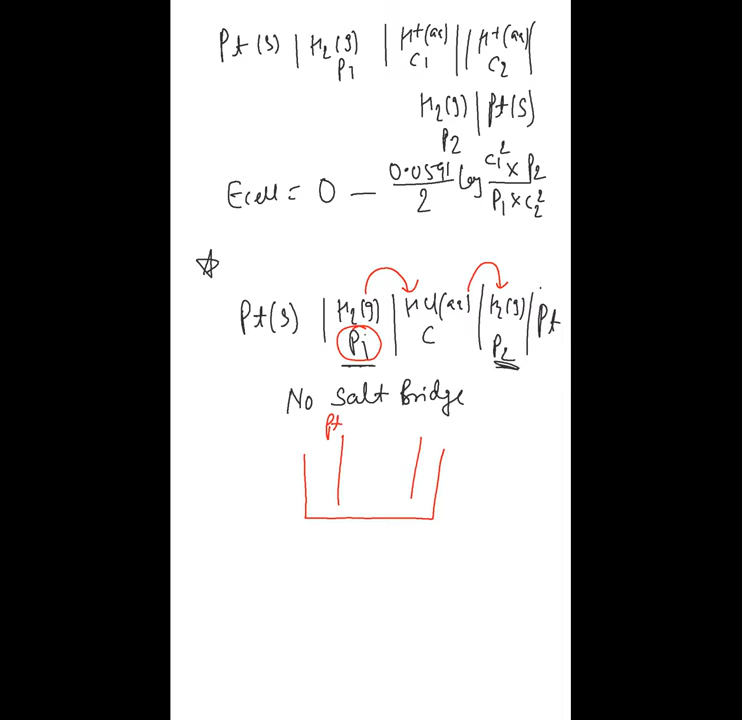 Pt(s) | H₂(g) | H⁺(aq) || H⁺(aq) |
P₁ C₁ C₂
H₂(g) | Pt(s)
P₂
Ecell = 0 — 0.0591/2 log C₁² × P₂ / P₁ × C₂²
☆
Pt(s) | H₂(g) | HCl(aq) | H₂(g) | Pt
P₁ C P₂
No Salt Bridge
Pt